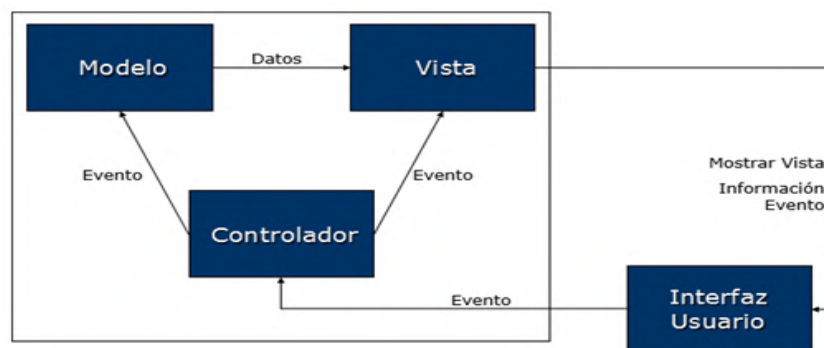 Modelo
Datos
Vista
Evento
Evento
Mostrar Vista
Información
Evento
Controlador
Evento
Interfaz
Usuario